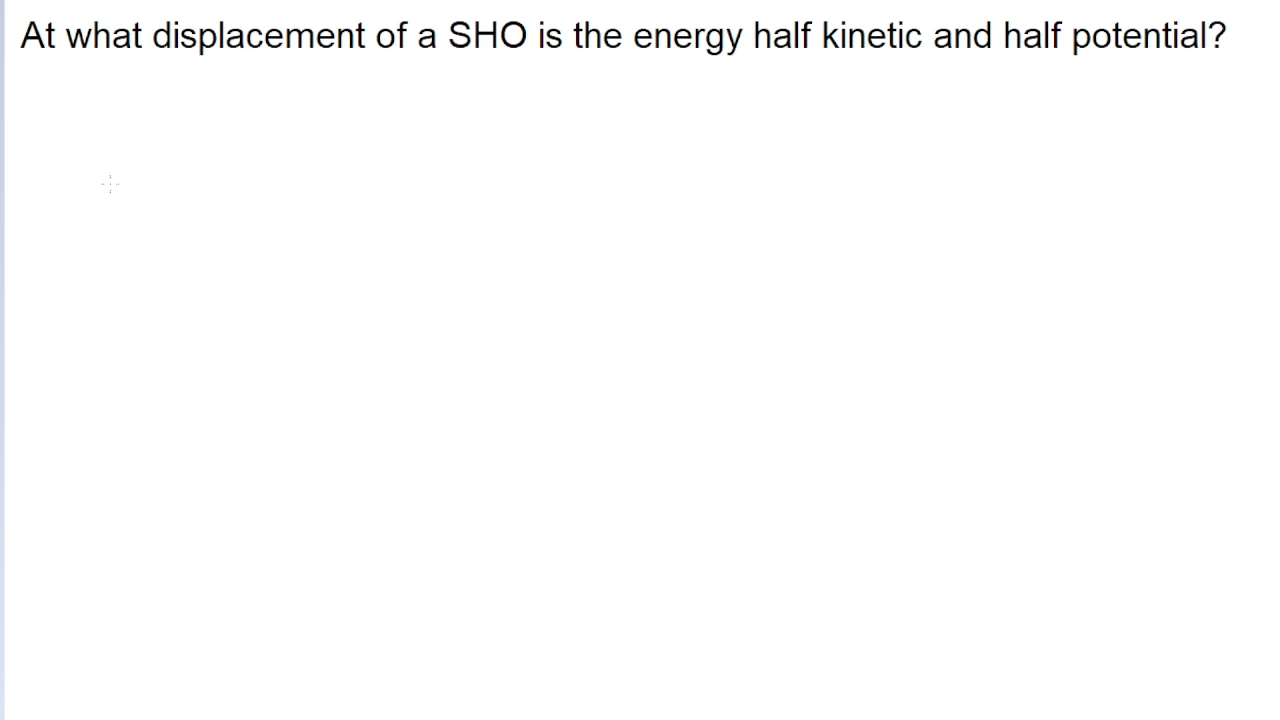 At what displacement of a SHO is the energy half kinetic and half potential?